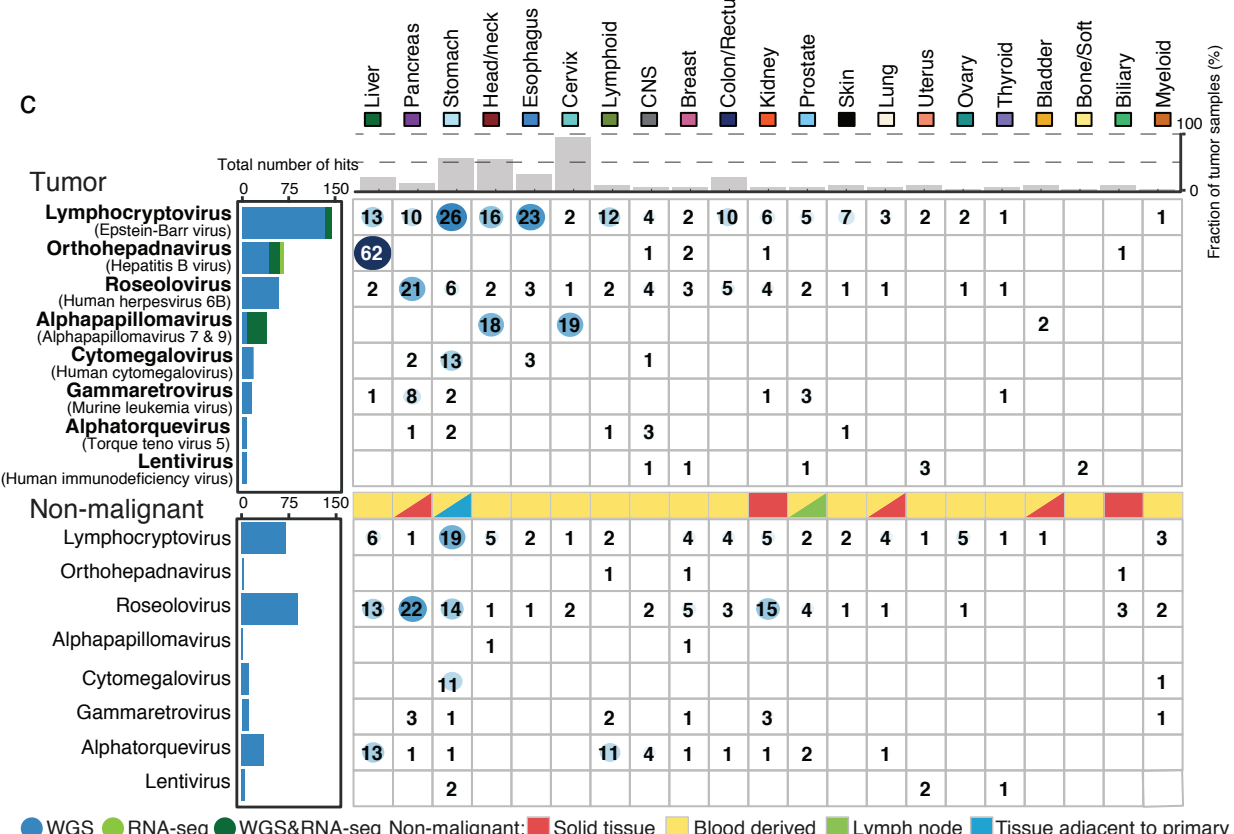 c
Liver Pancreas Stomach Head/neck Esophagus Cervix Lymphoid CNS Breast Colon/Rectu Kidney Prostate Skin Lung Uterus Ovary Thyroid Bladder Bone/Soft Biliary Myeloid
100
0
Fraction of tumor samples (%)
Total number of hits
Tumor
0 75 150
Lymphocryptovirus 13 10 26 16 23 2 12 4 2 10 6 5 7 3 2 2 1 1
(Epstein-Barr virus)
Orthohepadnavirus 62 1 2 1 1
(Hepatitis B virus)
Roseolovirus 2 21 6 2 3 1 2 4 3 5 4 2 1 1 1 1
(Human herpesvirus 6B)
Alphapapillomavirus 18 19 2
(Alphapapillomavirus 7 & 9)
Cytomegalovirus 2 13 3 1
(Human cytomegalovirus)
Gammaretrovirus 1 8 2 1 3 1
(Murine leukemia virus)
Alphatorquevirus 1 2 1 3 1
(Torque teno virus 5)
Lentivirus 1 1 1 3 2
(Human immunodeficiency virus)
Non-malignant
0 75 150
Lymphocryptovirus 6 1 19 5 2 1 2 4 4 5 2 2 4 1 5 1 1 3
Orthohepadnavirus 1 1 1
Roseolovirus 13 22 14 1 1 2 2 5 3 15 4 1 1 1 3 2
Alphapapillomavirus 1 1
Cytomegalovirus 11 1
Gammaretrovirus 3 1 2 1 3 1
Alphatorquevirus 13 1 1 11 4 1 1 1 2 1
Lentivirus 2 2 1
WGS RNA-seq WGS&RNA-seq Non-malignant: Solid tissue Blood derived Lymph node Tissue adjacent to primary